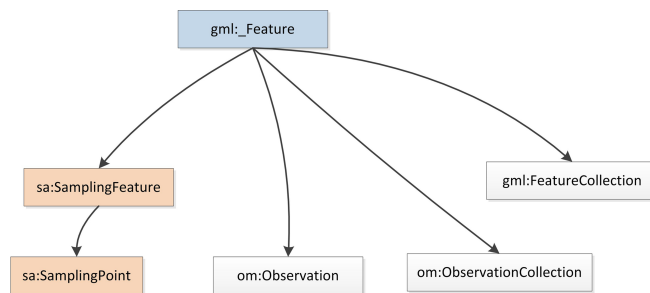 gml:_Feature
sa:SamplingFeature
gml:FeatureCollection
sa:SamplingPoint
om:Observation
om:ObservationCollection